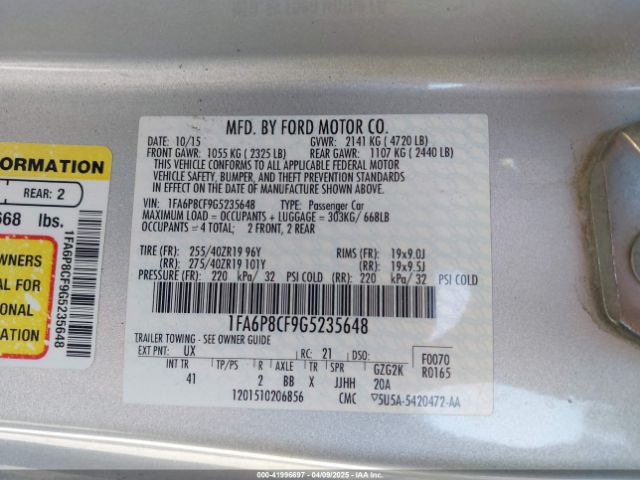 MFD. BY FORD MOTOR CO.
DATE: 10/15 GVWR: 2141 KG ( 4720 LB)
FRONT GAWR: 1055 KG ( 2325 LB) REAR GAWR: 1107 KG ( 2440 LB)
THIS VEHICLE CONFORMS TO ALL APPLICABLE FEDERAL MOTOR
VEHICLE SAFETY, BUMPER, AND THEFT PREVENTION STANDARDS
IN EFFECT ON THE DATE OF MANUFACTURE SHOWN ABOVE.
VIN: 1FA6P8CF9G5235648 TYPE: Passenger Car
MAXIMUM LOAD = OCCUPANTS + LUGGAGE = 303KG/ 668LB
OCCUPANTS = 4 TOTAL; 2 FRONT, 2 REAR
TIRE (FR): 255/40ZR19 96Y RIMS (FR): 19x9.0J
(RR): 275/40ZR19 101Y (RR): 19x9.5J
PRESSURE (FR): 220 kPa/ 32 PSI COLD (RR): 220 kPa/ 32 PSI COLD
1FA6P8CF9G5235648
TRAILER TOWING - SEE OWNER GUIDE
EXT PNT: UX RC: 21 DSO: F0070
INT TR TP/PS R AXLE TR SPR GZG2K R0165
41 2 BB X JJHH 20A
1201510206856 CMC 5U5A-5420472-AA
FORMATION
REAR: 2
668 lbs.
WNERS
AL FOR
IONAL
ATION
1FA6P8CF9G5235648
41996697 - 04/09/2025 - IAA, Inc.